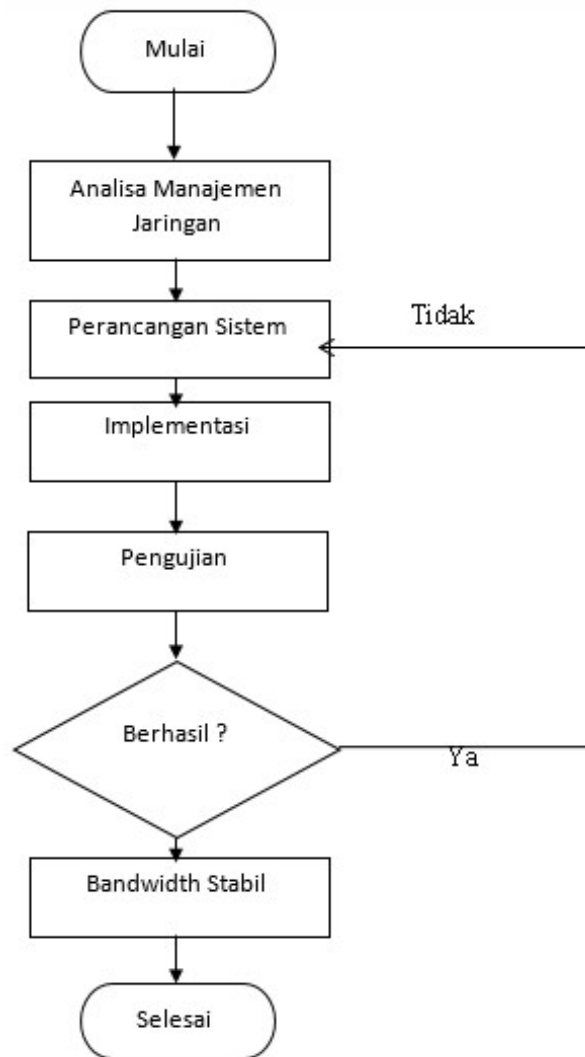 Mulai
Analisa Manajemen
Jaringan
Perancangan Sistem
Tidak
Implementasi
Pengujian
Berhasil ?
Ya
Bandwidth Stabil
Selesai